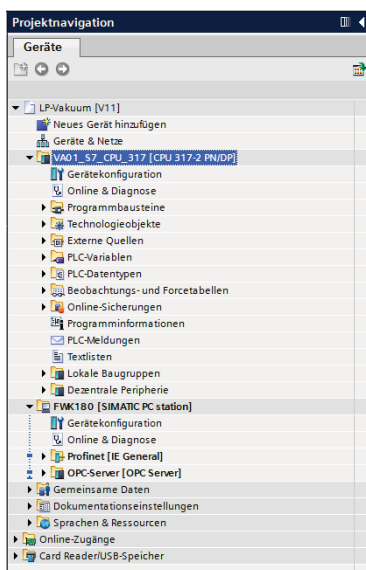 Projektnavigation
Geräte
LP-Vakuum [V11]
Neues Gerät hinzufügen
Geräte & Netze
VA01_S7_CPU_317 [CPU 317-2 PN/DP]
Gerätekonfiguration
Online & Diagnose
Programmbausteine
Technologieobjekte
Externe Quellen
PLC-Variablen
PLC-Datentypen
Beobachtungs- und Forcetabellen
Online-Sicherungen
Programminformationen
PLC-Meldungen
Textlisten
Lokale Baugruppen
Dezentrale Peripherie
FWK180 [SIMATIC PC station]
Gerätekonfiguration
Online & Diagnose
Profinet [IE General]
OPC-Server [OPC Server]
Gemeinsame Daten
Dokumentationseinstellungen
Sprachen & Ressourcen
Online-Zugänge
Card Reader/USB-Speicher